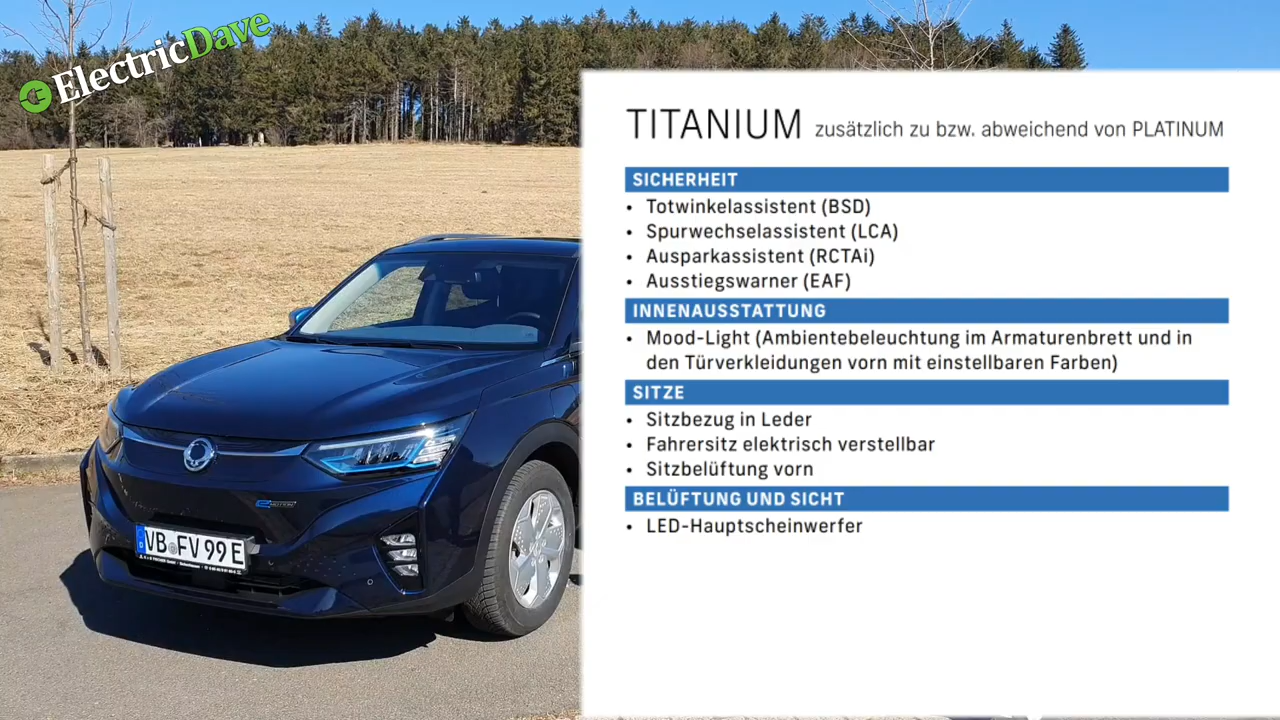 ElectricDave
TITANIUM zusätzlich zu bzw. abweichend von PLATINUM
SICHERHEIT
• Totwinkelassistent (BSD)
• Spurwechselassistent (LCA)
• Ausparkassistent (RCTAi)
• Ausstiegswarner (EAF)
INNENAUSSTATTUNG
• Mood-Light (Ambientebeleuchtung im Armaturenbrett und in
den Türverkleidungen vorn mit einstellbaren Farben)
SITZE
• Sitzbezug in Leder
• Fahrersitz elektrisch verstellbar
• Sitzbelüftung vorn
BELÜFTUNG UND SICHT
• LED-Hauptscheinwerfer
e-MOTION
VB FV 99 E